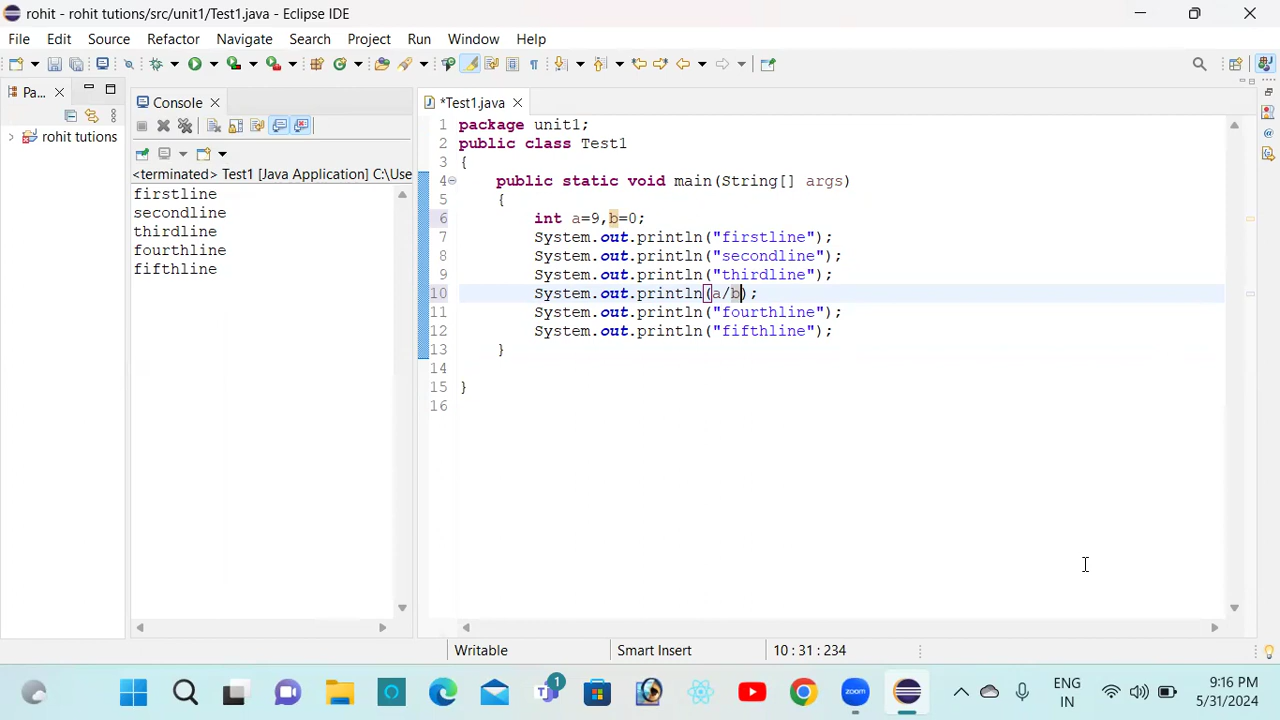 rohit - rohit tutions/src/unit1/Test1.java - Eclipse IDE
File Edit Source Refactor Navigate Search Project Run Window Help
Pa...
Console
*Test1.java
rohit tutions
<terminated> Test1 [Java Application] C:\Use
firstline
secondline
thirdline
fourthline
fifthline
1 package unit1;
2 public class Test1
3 {
4 public static void main(String[] args)
5 {
6 int a=9,b=0;
7 System.out.println("firstline");
8 System.out.println("secondline");
9 System.out.println("thirdline");
10 System.out.println(a/b);
11 System.out.println("fourthline");
12 System.out.println("fifthline");
13 }
14
15 }
16
Writable Smart Insert 10 : 31 : 234
zoom
1
ENG
IN
9:16 PM
5/31/2024